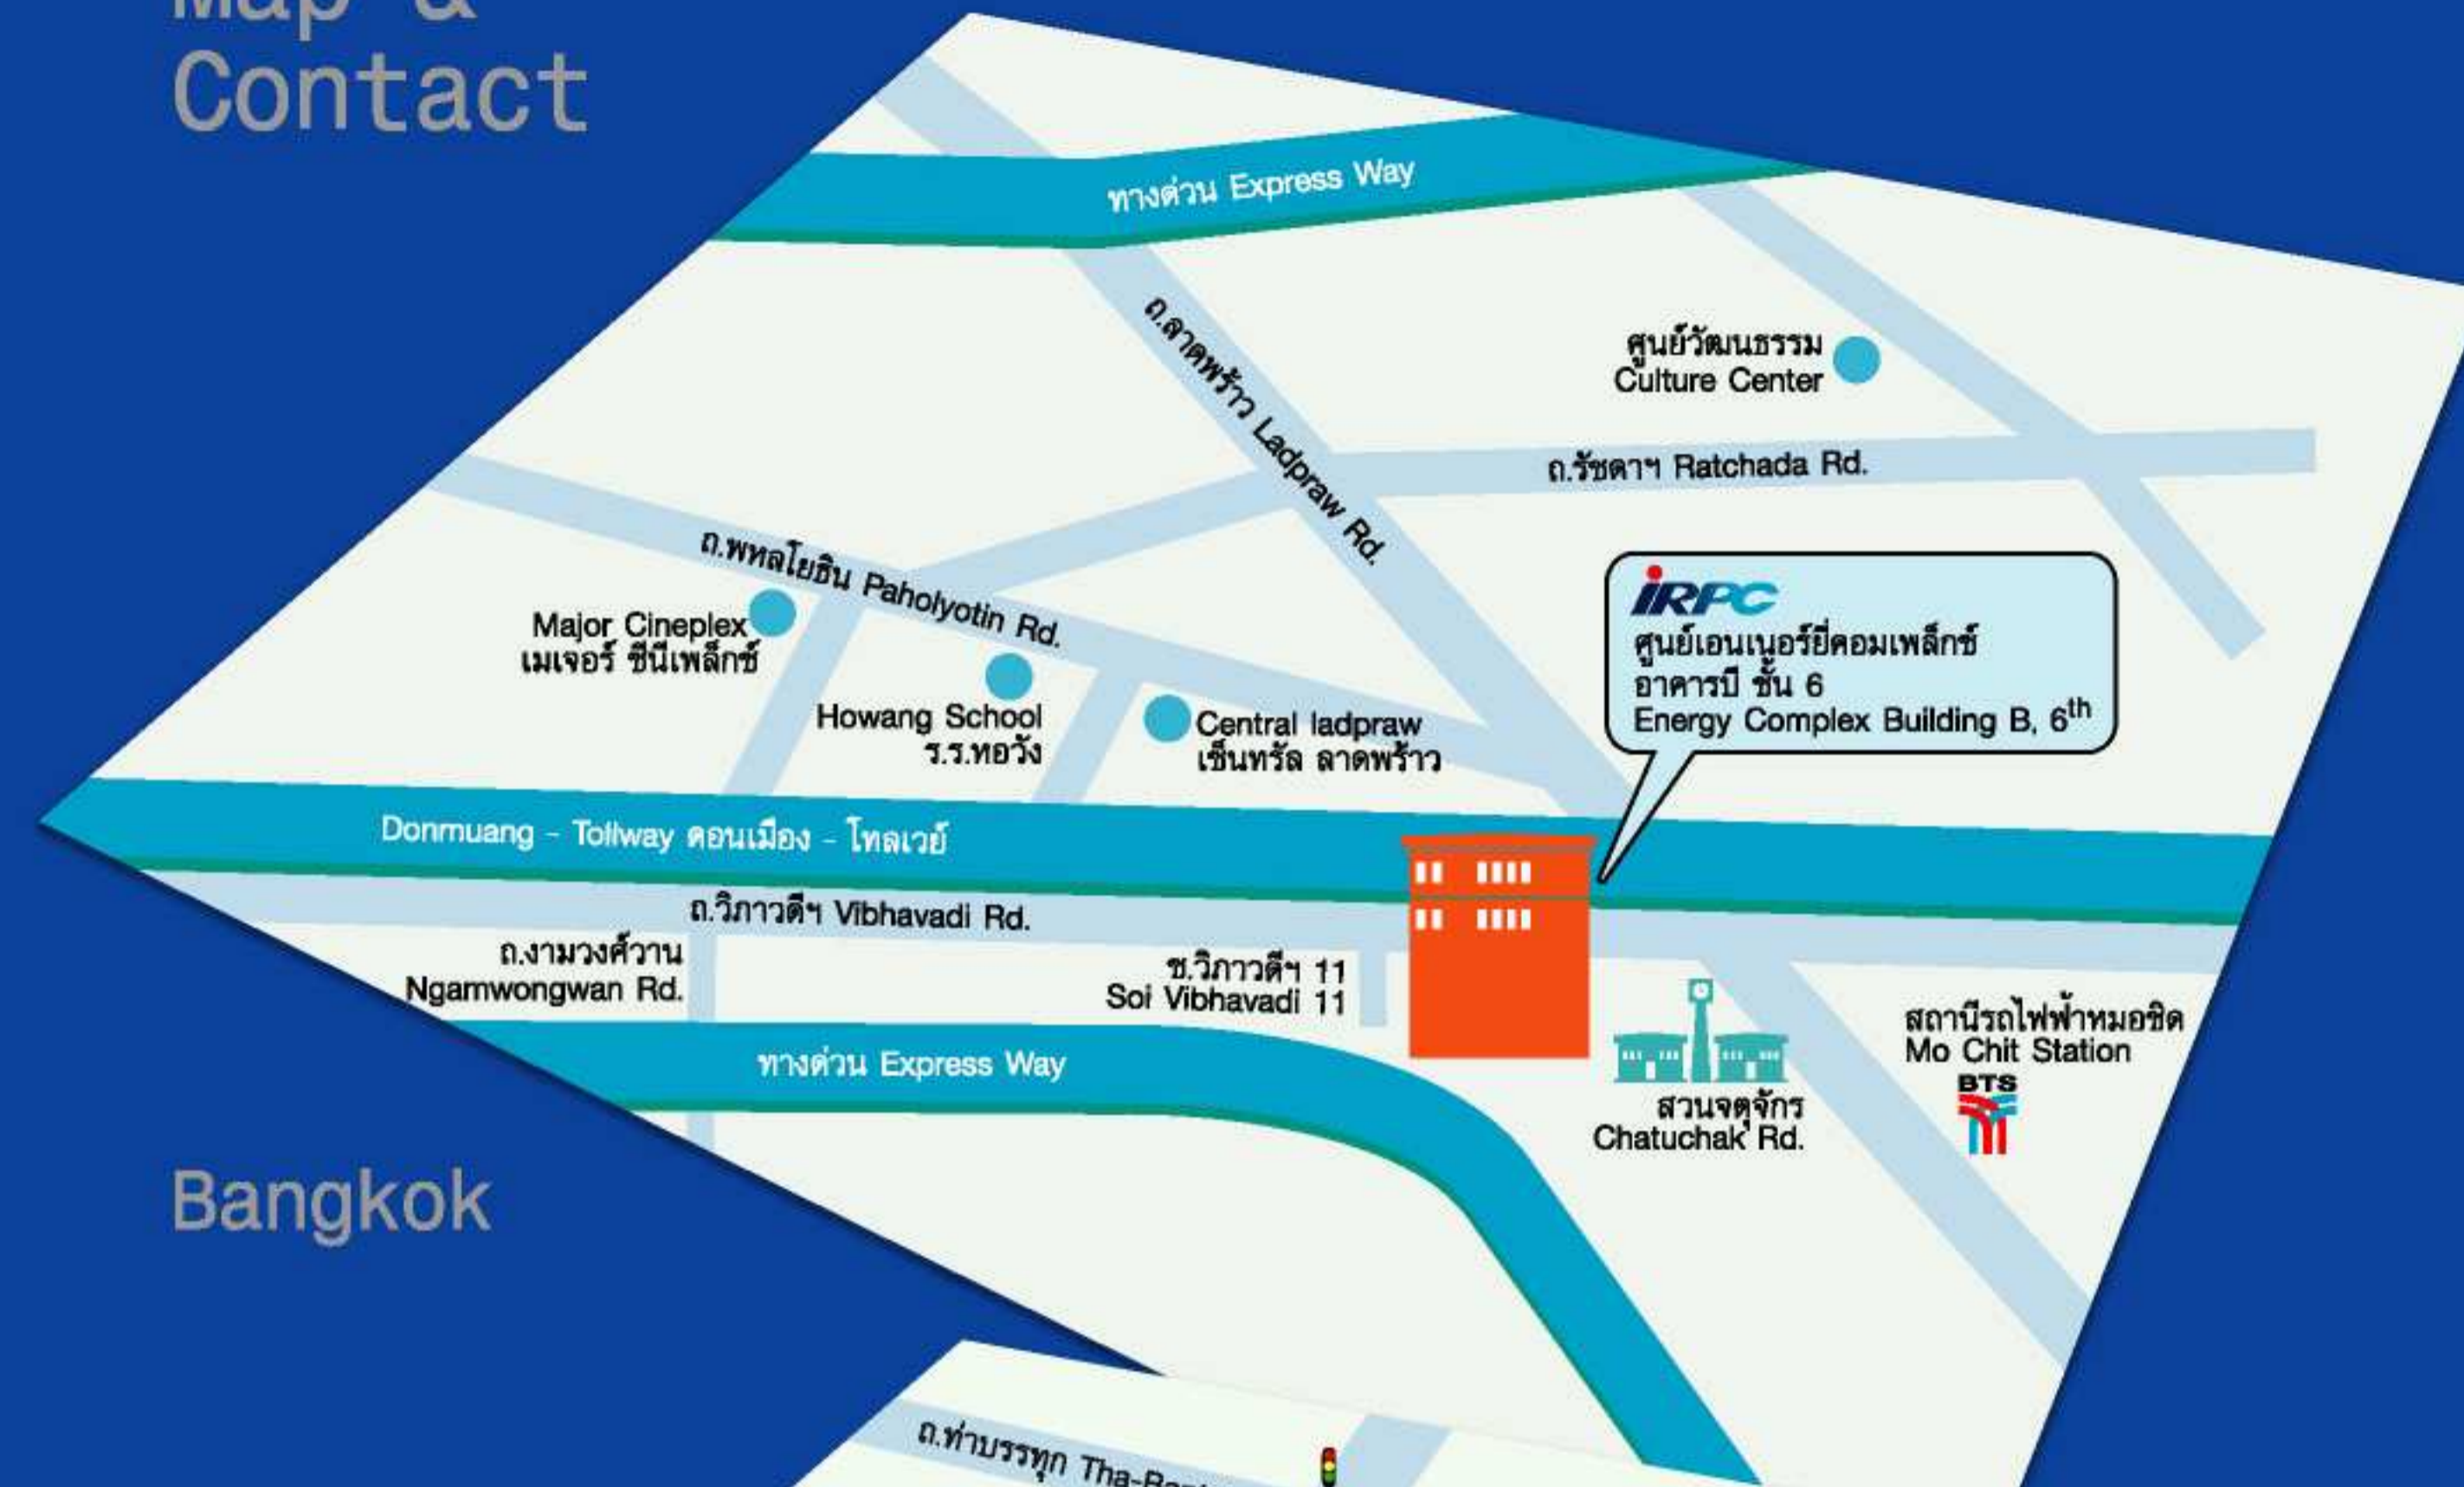 Map &
Contact
ทางด่วน Express Way
ถ.ลาดพร้าว Ladpraw Rd.
ศูนย์วัฒนธรรม
Culture Center
ถ.รัชดาฯ Ratchada Rd.
ถ.พหลโยธิน Paholyotin Rd.
Major Cineplex
เมเจอร์ ซีนีเพล็กซ์
Howang School
ร.ร.หอวัง
Central ladpraw
เซ็นทรัล ลาดพร้าว
IRPC
ศูนย์เอนเนอร์ยี่คอมเพล็กซ์
อาคารบี ชั้น 6
Energy Complex Building B, 6th
Donmuang - Tollway ดอนเมือง - โทลเวย์
ถ.วิภาวดีฯ Vibhavadi Rd.
ถ.งามวงศ์วาน
Ngamwongwan Rd.
ซ.วิภาวดีฯ 11
Soi Vibhavadi 11
ทางด่วน Express Way
สวนจตุจักร
Chatuchak Rd.
สถานีรถไฟฟ้าหมอชิต
Mo Chit Station
BTS
Bangkok
ถ.ท่าบรรทุก